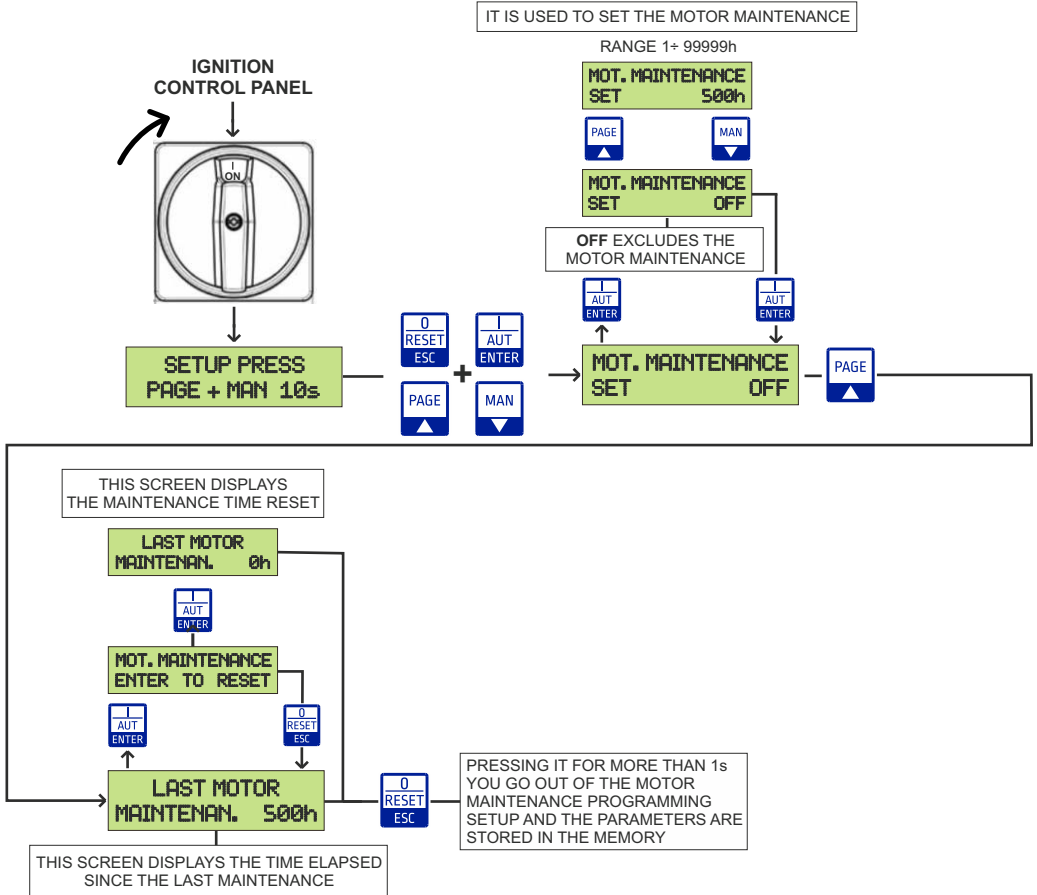 IT IS USED TO SET THE MOTOR MAINTENANCE
RANGE 1÷ 99999h
MOT. MAINTENANCE
SET 500h
PAGE
MAN
MOT. MAINTENANCE
SET OFF
OFF EXCLUDES THE
MOTOR MAINTENANCE
I
AUT
ENTER
I
AUT
ENTER
IGNITION
CONTROL PANEL
I
ON
SETUP PRESS
PAGE + MAN 10s
0
RESET
ESC
+
I
AUT
ENTER
PAGE
MAN
MOT. MAINTENANCE
SET OFF
PAGE
THIS SCREEN DISPLAYS
THE MAINTENANCE TIME RESET
LAST MOTOR
MAINTENAN. 0h
I
AUT
ENTER
MOT. MAINTENANCE
ENTER TO RESET
I
AUT
ENTER
0
RESET
ESC
LAST MOTOR
MAINTENAN. 500h
0
RESET
ESC
PRESSING IT FOR MORE THAN 1s
YOU GO OUT OF THE MOTOR
MAINTENANCE PROGRAMMING
SETUP AND THE PARAMETERS ARE
STORED IN THE MEMORY
THIS SCREEN DISPLAYS THE TIME ELAPSED
SINCE THE LAST MAINTENANCE